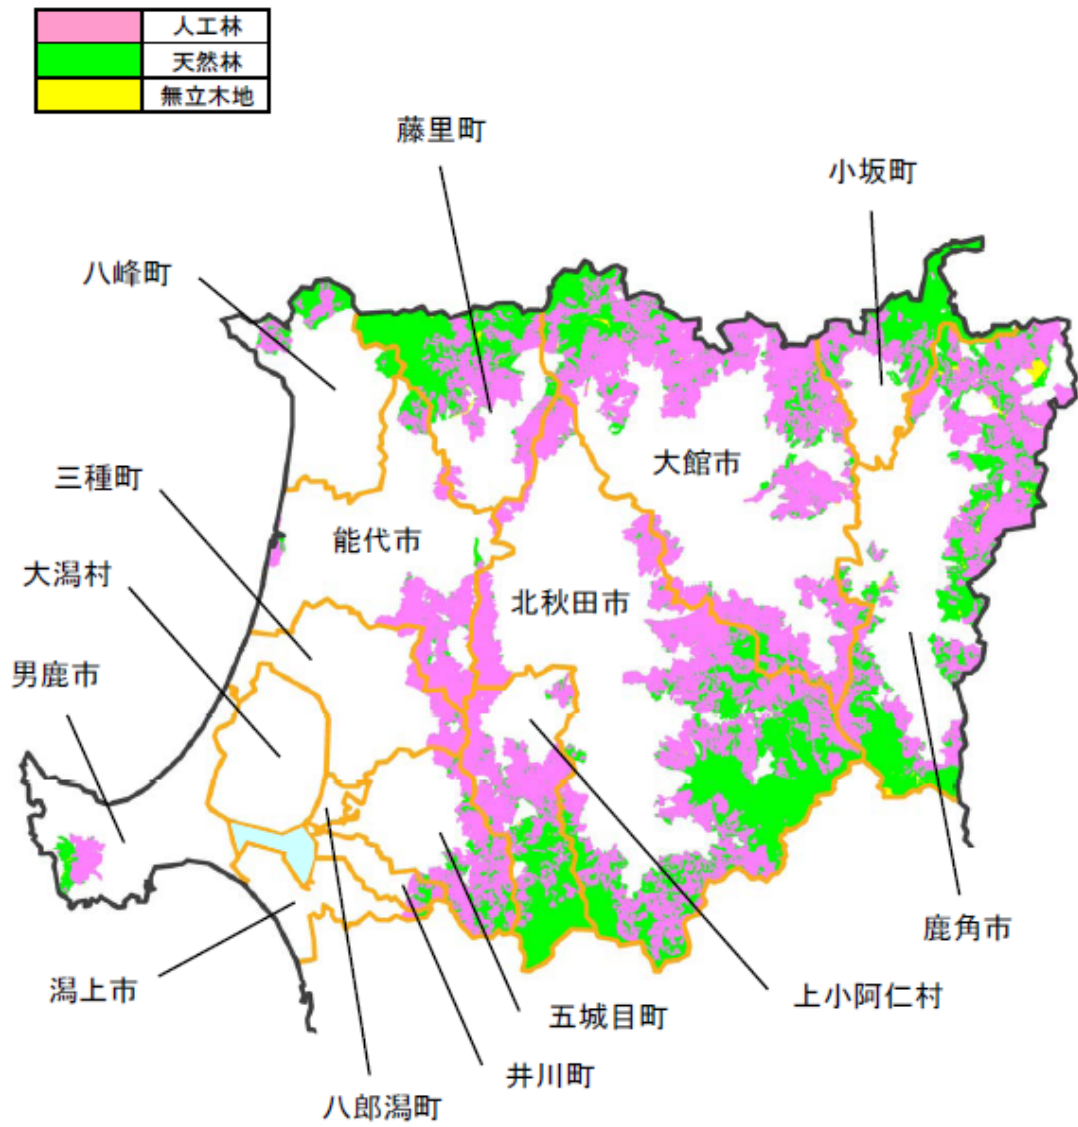 人工林
天然林
無立木地
藤里町
小坂町
八峰町
大館市
三種町
能代市
大潟村
北秋田市
男鹿市
鹿角市
潟上市
上小阿仁村
五城目町
井川町
八郎潟町